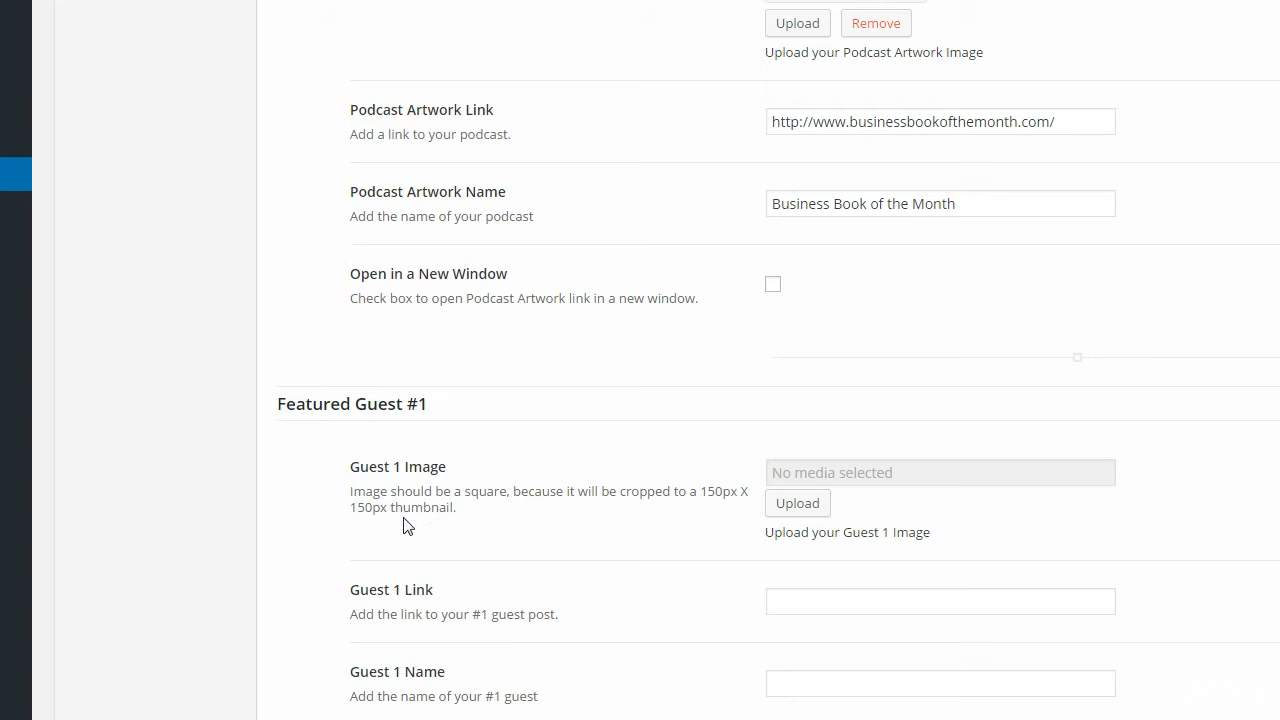 Upload Remove
Upload your Podcast Artwork Image
Podcast Artwork Link
Add a link to your podcast.
http://www.businessbookofthemonth.com/
Podcast Artwork Name
Add the name of your podcast
Business Book of the Month
Open in a New Window
Check box to open Podcast Artwork link in a new window.
Featured Guest #1
Guest 1 Image
Image should be a square, because it will be cropped to a 150px X
150px thumbnail.
No media selected
Upload
Upload your Guest 1 Image
Guest 1 Link
Add the link to your #1 guest post.
Guest 1 Name
Add the name of your #1 guest